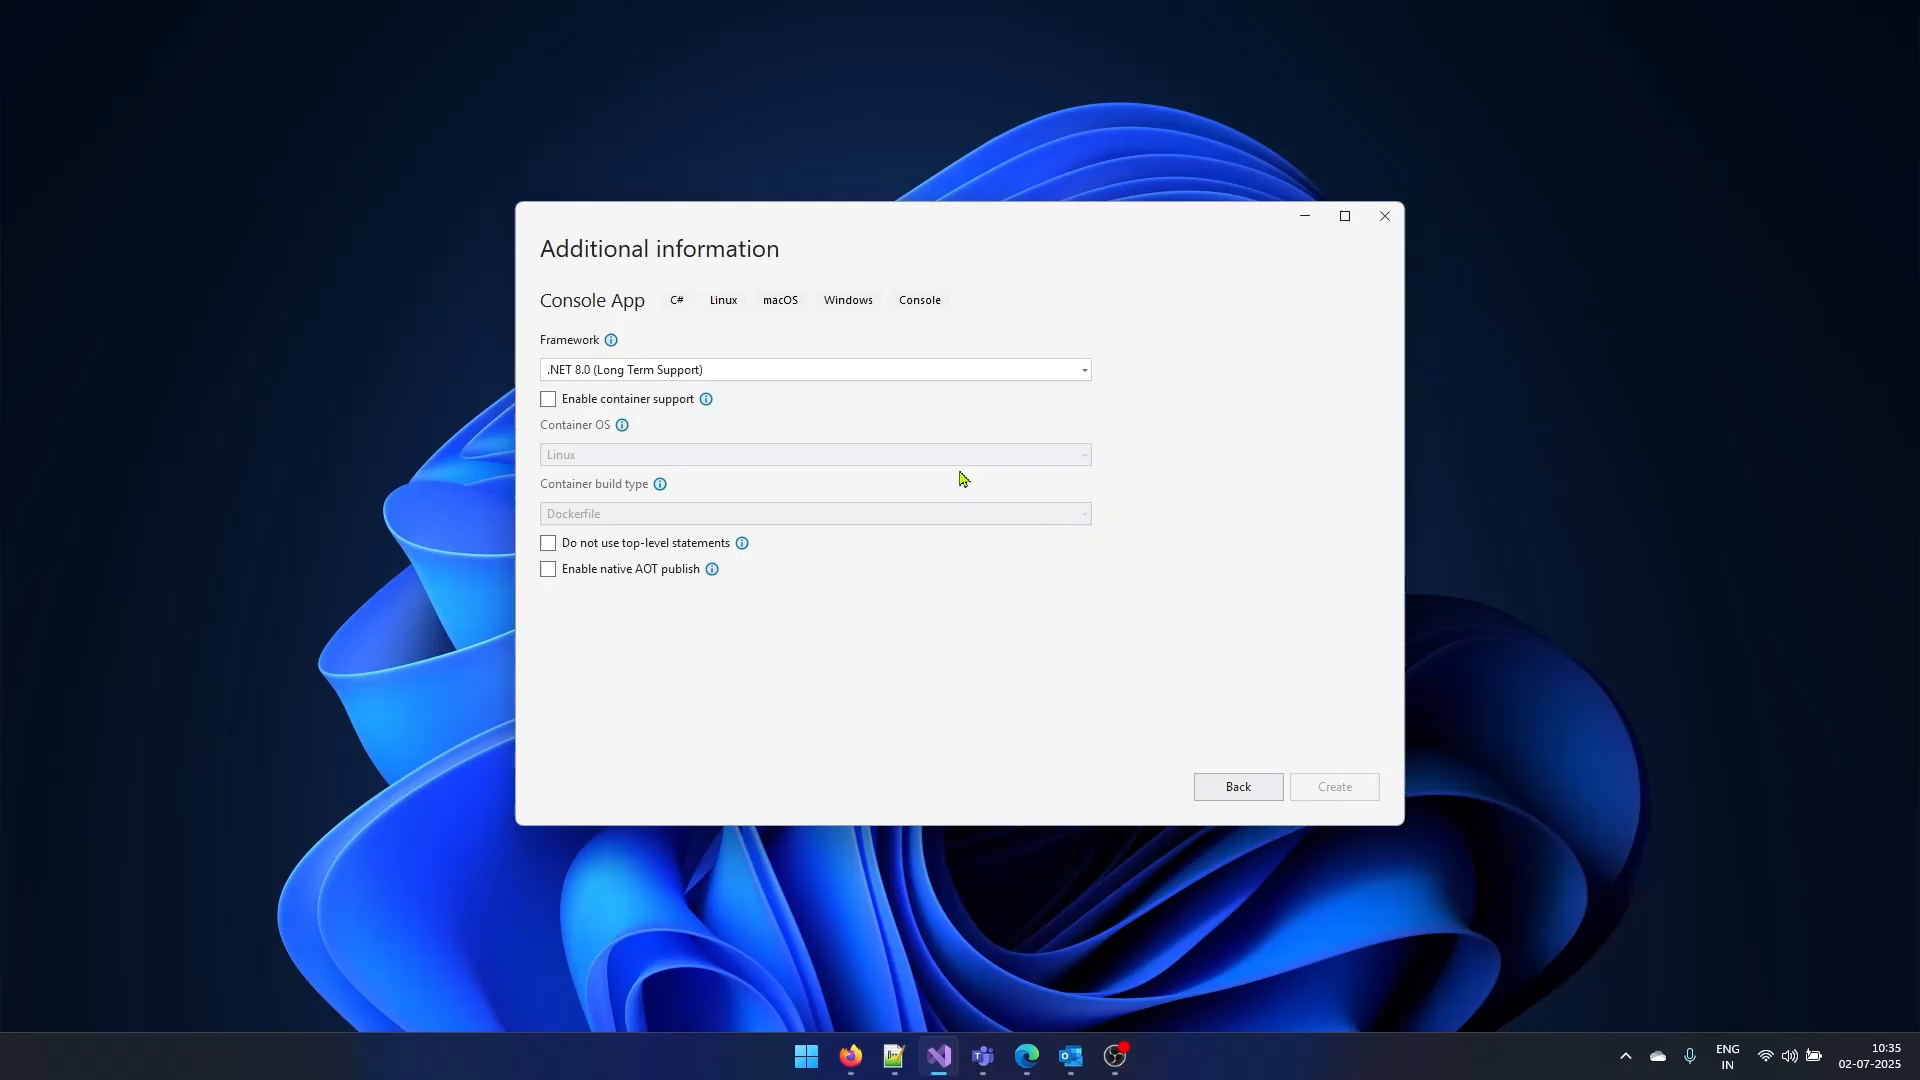 Additional information
Console App C# Linux macOS Windows Console
Framework
.NET 8.0 (Long Term Support)
Enable container support
Container OS
Linux
Container build type
Dockerfile
Do not use top-level statements
Enable native AOT publish
Back Create
ENG
IN
10:35
02-07-2025